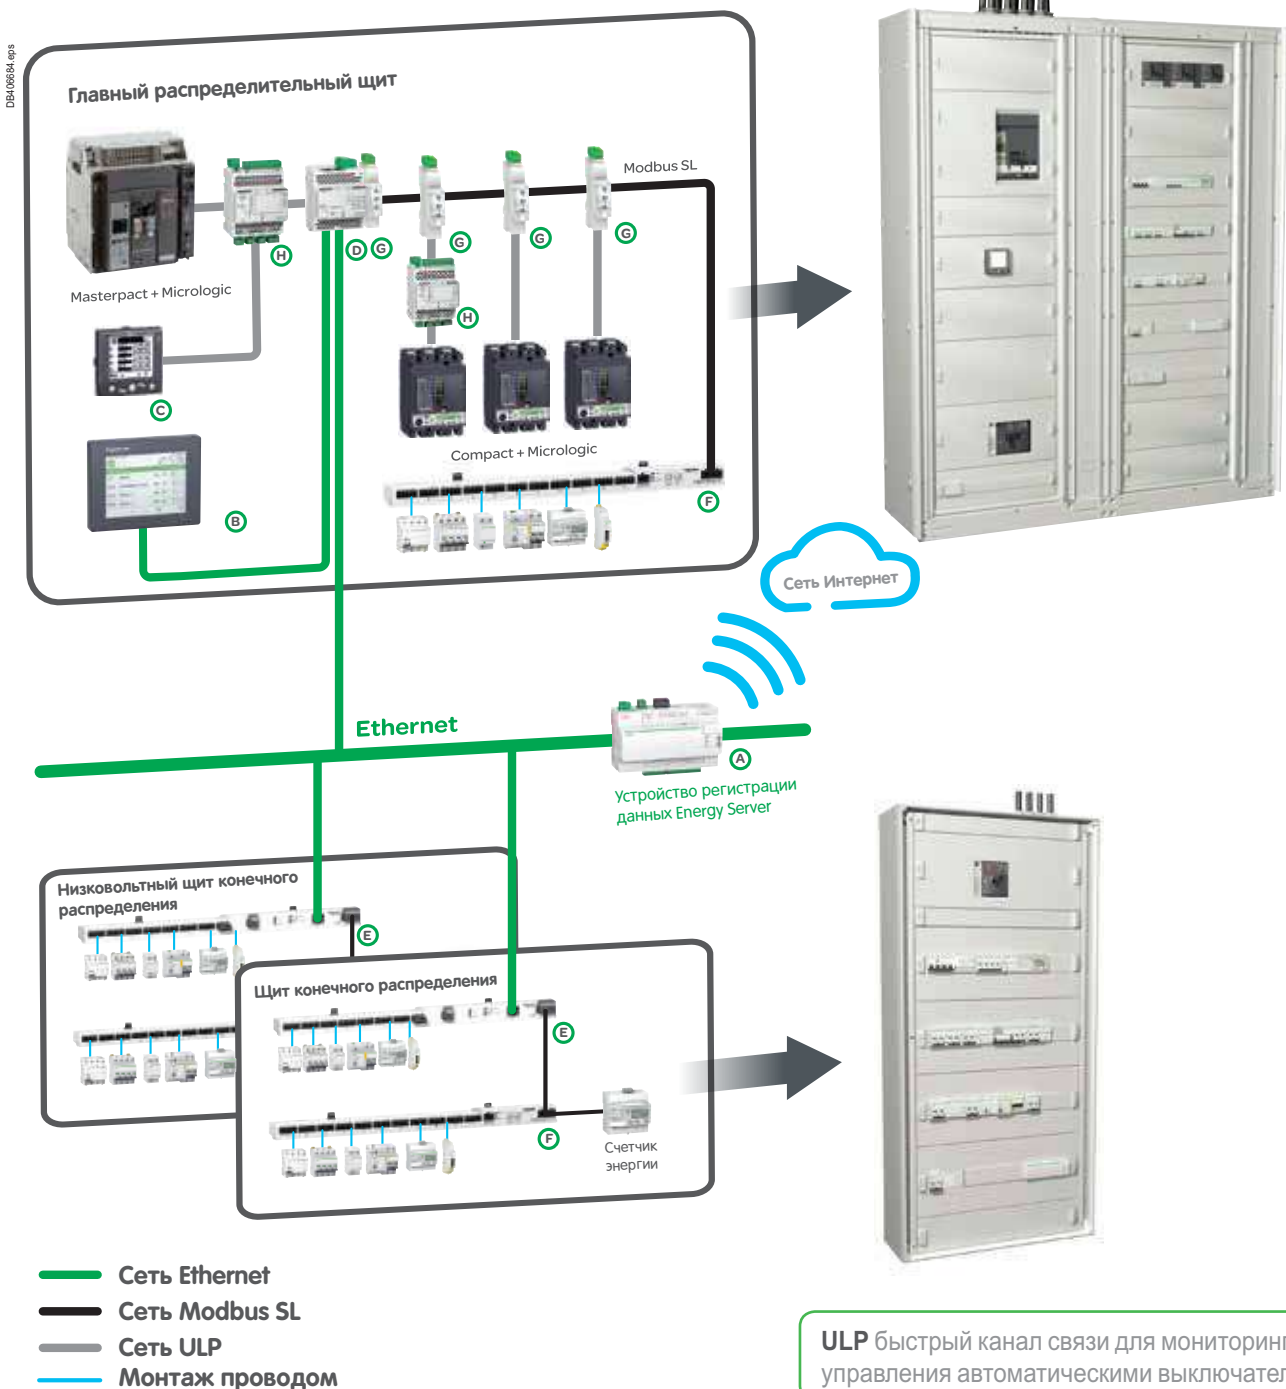 DB406684.eps
Главный распределительный щит
Modbus SL
H
D
G
G
G
G
Masterpact + Micrologic
H
C
Compact + Micrologic
B
F
Сеть Интернет
Ethernet
A
Устройство регистрации
данных Energy Server
Низковольтный щит конечного
распределения
E
Щит конечного распределения
E
F
Счетчик
энергии
Сеть Ethernet
Сеть Modbus SL
Сеть ULP
Монтаж проводом
ULP быстрый канал связи для мониторинг
управления автоматическими выключател